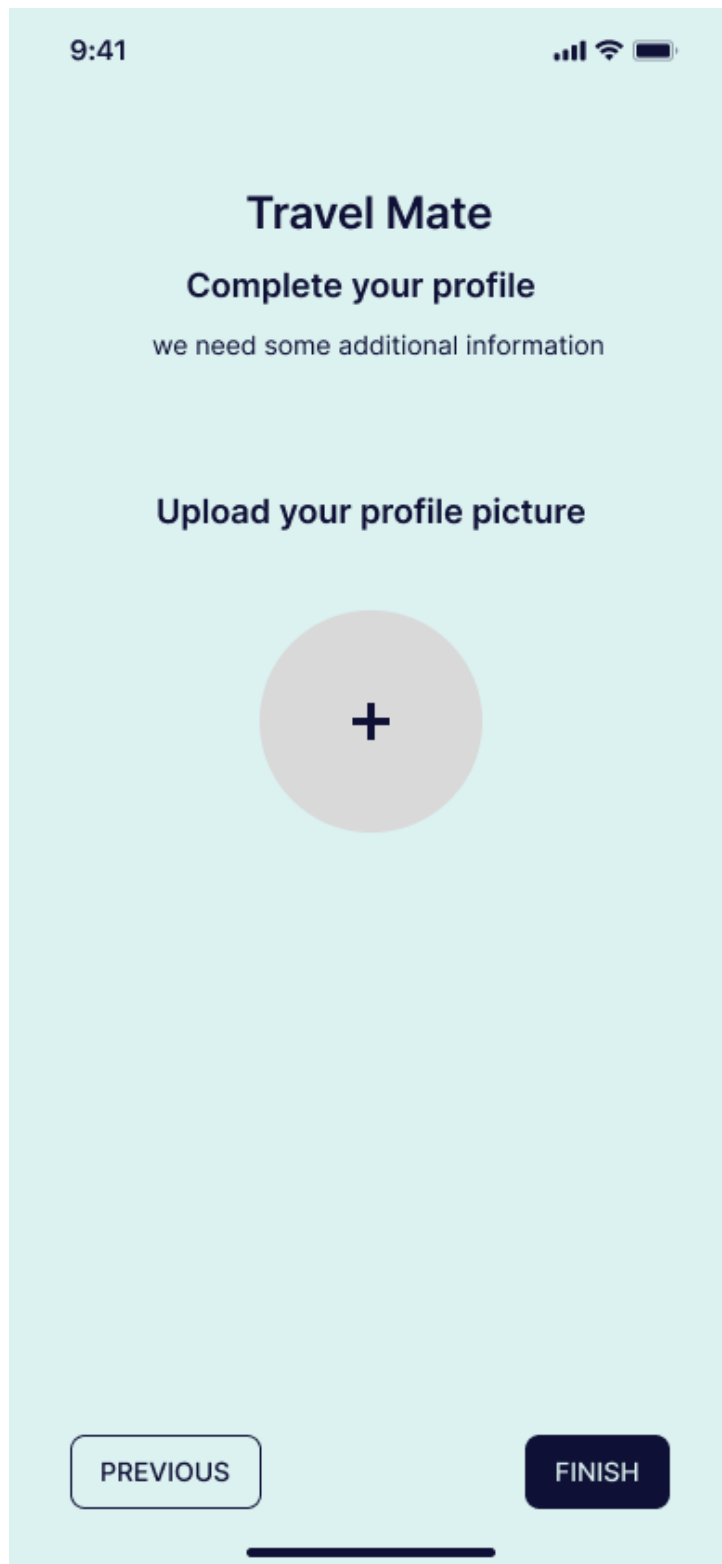 9:41
Travel Mate
Complete your profile
we need some additional information
Upload your profile picture
+
PREVIOUS
FINISH